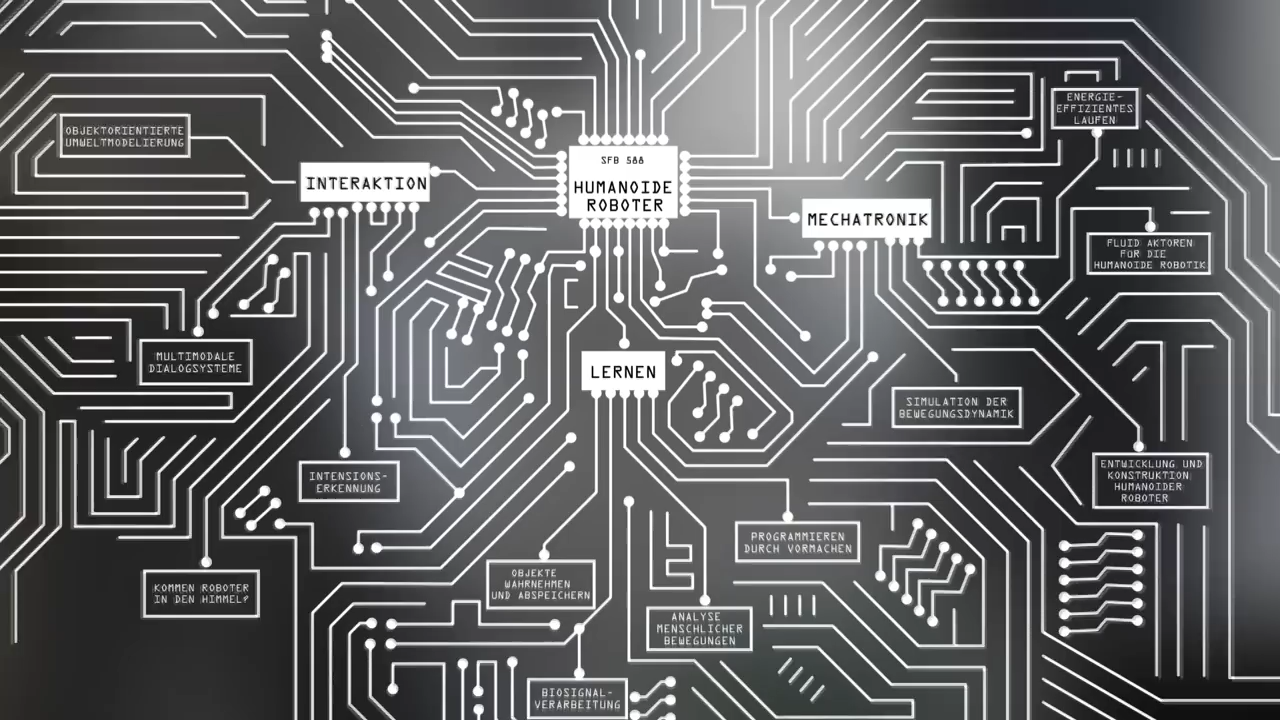 ENERGIE-
EFFIZIENTES
LAUFEN
OBJEKTORIENTIERTE
UMWELTMODELIERUNG
SFB 588
HUMANOIDE
ROBOTER
INTERAKTION
MECHATRONIK
FLUID AKTOREN
FÜR DIE
HUMANOIDE ROBOTIK
MULTIMODALE
DIALOGSYSTEME
LERNEN
SIMULATION DER
BEWEGUNGSDYNAMIK
INTENSIONS-
ERKENNUNG
ENTWICKLUNG UND
KONSTRUKTION
HUMANOIDER
ROBOTER
PROGRAMMIEREN
DURCH VORMACHEN
KOMMEN ROBOTER
IN DEN HIMMEL?
OBJEKTE
WAHRNEHMEN
UND ABSPEICHERN
ANALYSE
MENSCHLICHER
BEWEGUNGEN
BIOSIGNAL-
VERARBEITUNG